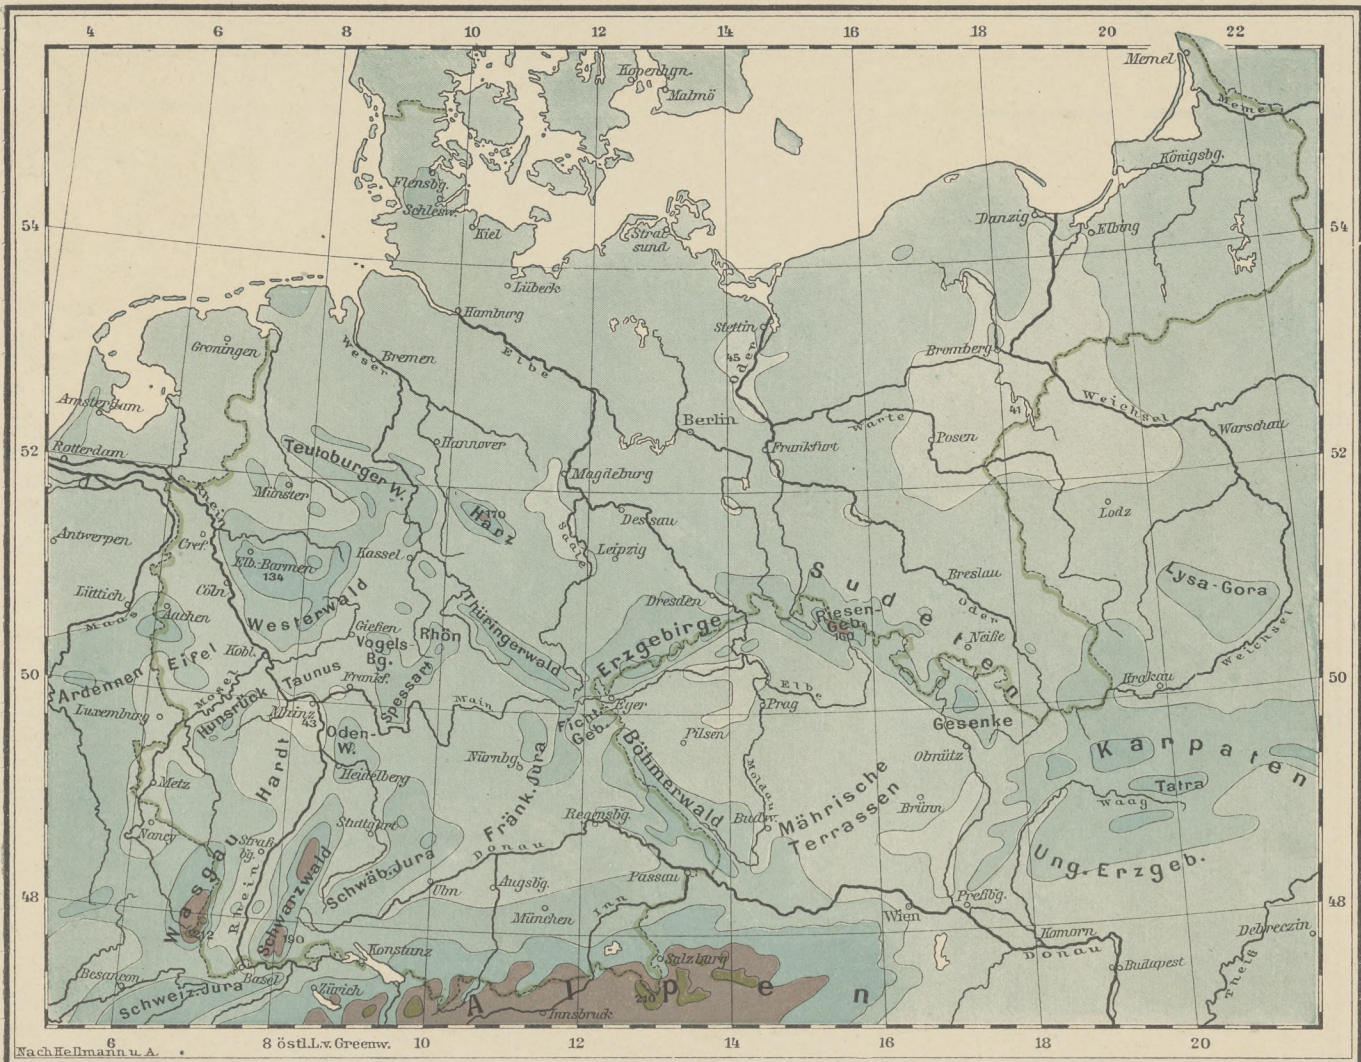 4 6 8 10 12 14 16 18 20 22
Kopenhgn.
Malmö
Memel
Memel
Flensbg.
Schlesw.
Kiel
Königsbg.
54
Danzig
Elbing
54
Stral
sund
Lübeck
Hamburg
Stettin
45
Oder
Groningen
Weser
Bremen
Elbe
Bromberg
41
Weichsel
Amsterdam
Berlin
Warte
Posen
Warschau
Rotterdam
52
Teutoburger W.
Hannover
Frankfurt
52
Magdeburg
Münster
Rhein
170
Harz
Dessau
Lodz
Antwerpen
Cref.
Kassel
Saale
Leipzig
Elb.-Barmen
134
Cöln
Breslau
Lysa-Gora
Lüttich
Maas
Aachen
Westerwald
Dresden
Sudeten
Riesen-
Geb.
160
Oder
Neiße
Weichsel
Gießen
Vogels-
Bg.
Rhön
Thüringerwald
Erzgebirge
Kobl.
Eifel
Mosel
Taunus
Frankf.
Spessart
50
Ardennen
Krakau
50
Luxemburg
Hunsrück
Mainz
43
Main
Eger
Elbe
Prag
Oden-
W.
Ficht.
Geb.
Pilsen
Gesenke
Karpaten
Nürnbg.
Hardt
Heidelberg
Böhmerwald
Moldau
Olmütz
Tatra
Metz
Waag
Nancy
Straß
bg.
Stuttgart
Fränk. Jura
Regensbg.
Budw.
Mährische
Terrassen
Brünn
Donau
Ung. Erzgeb.
Wasgau
Rhein
Schwarzwald
Schwäb. Jura
48
Ulm
Augsbg.
Passau
48
212
190
München
Inn
Wien
Preßbg.
Konstanz
Komorn
Debreczin
Besançon
Basel
Salzburg
Donau
Budapest
Theiß
Schweiz. Jura
Zürich
Alpen
210
Innsbruck
6 8 östl.L.v. Greenw. 10 12 14 16 18 20
Nach Hellmann u. A.